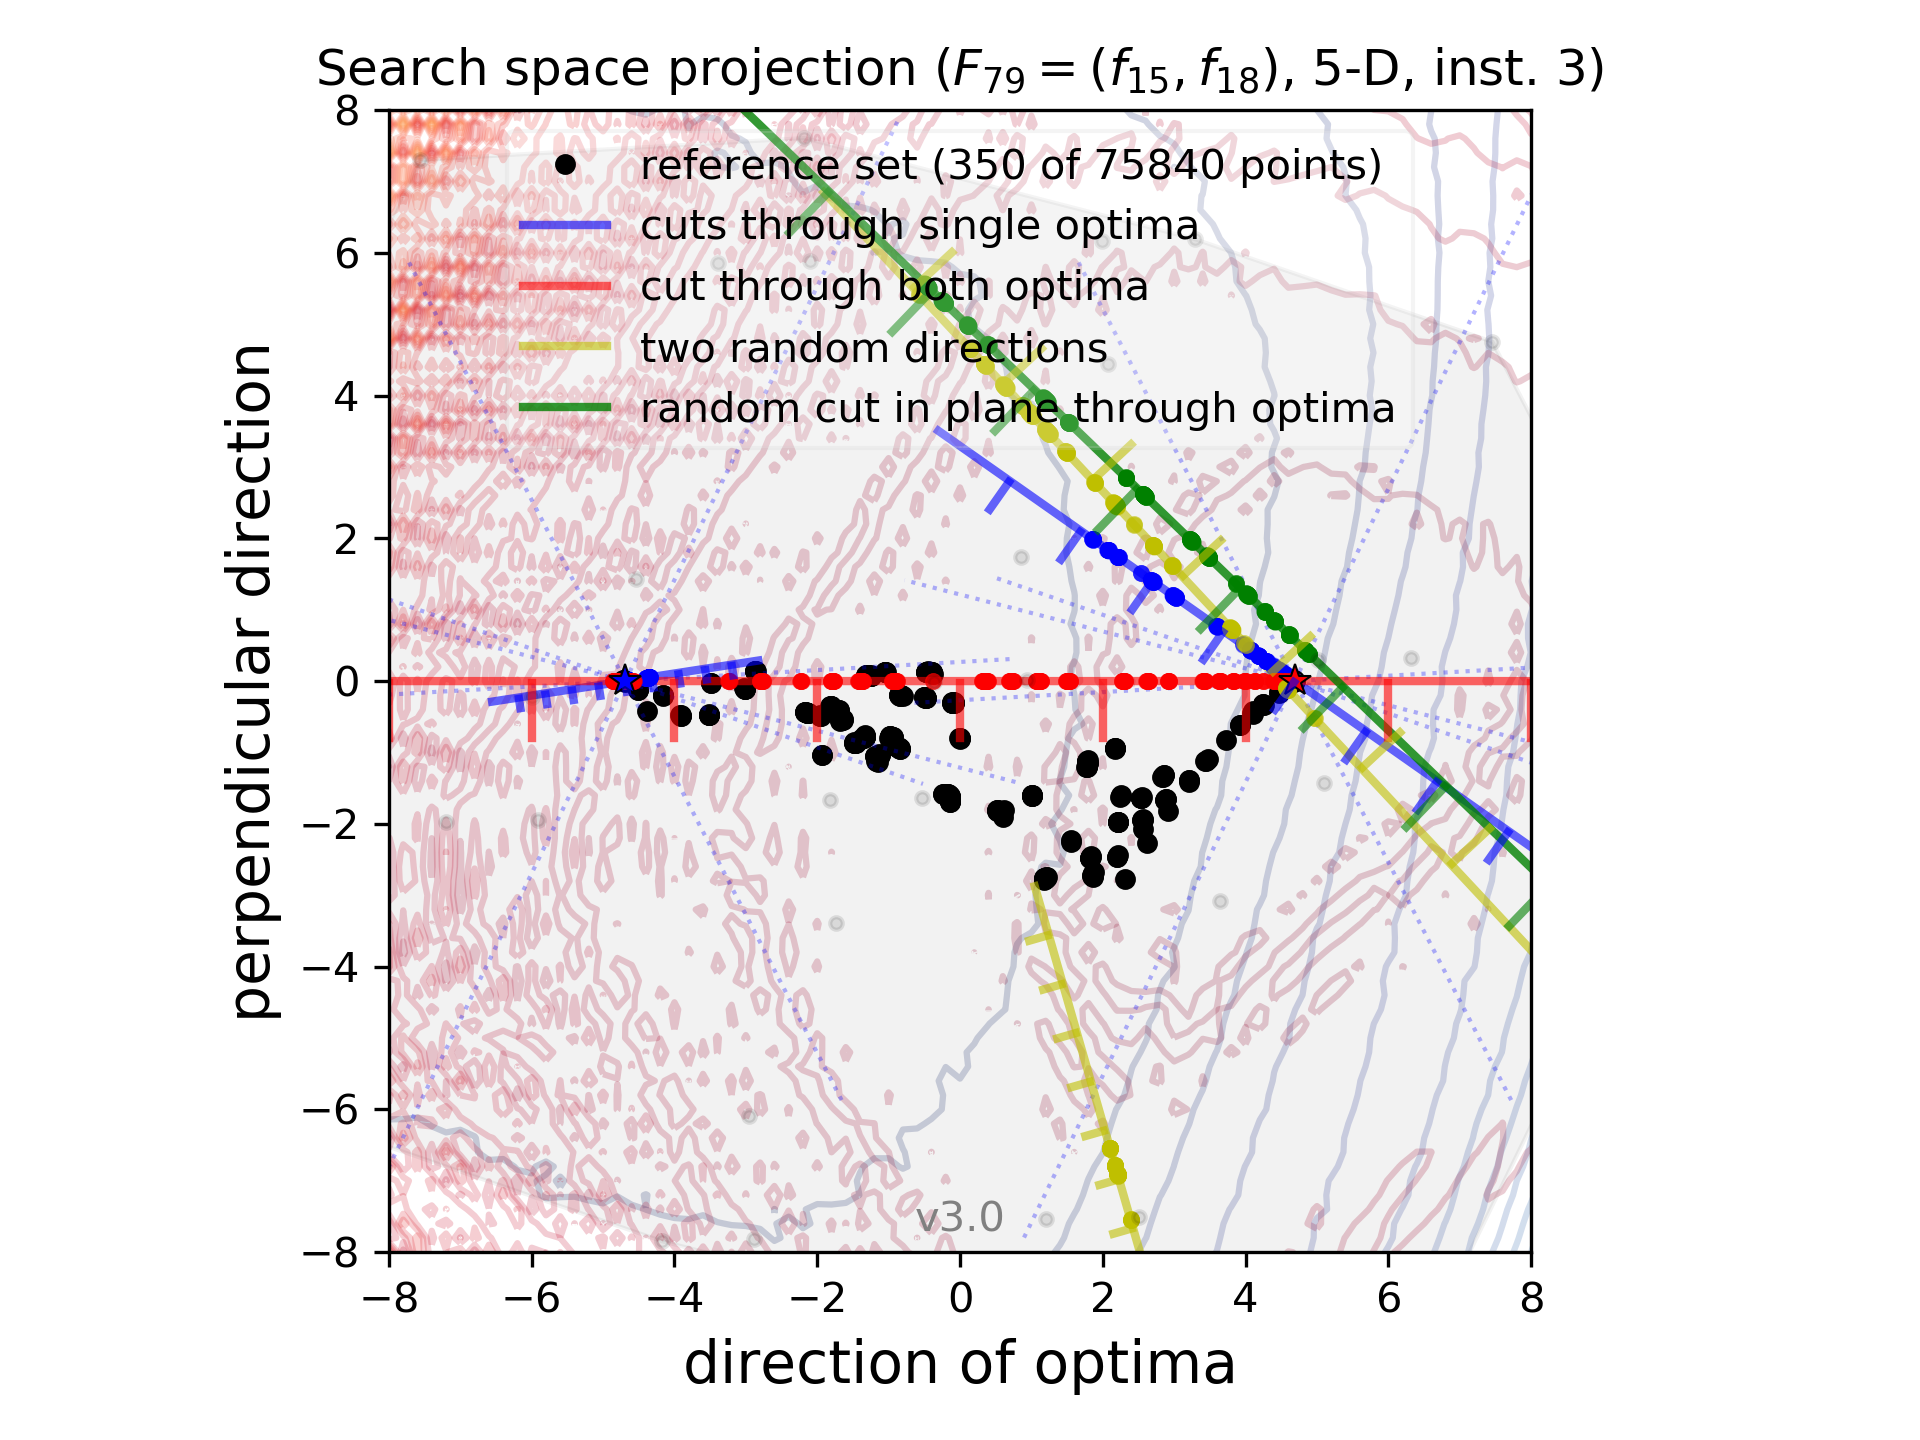 Search space projection (F79 = (f15, f18), 5-D, inst. 3)
reference set (350 of 75840 points)
cuts through single optima
cut through both optima
two random directions
random cut in plane through optima
perpendicular direction
8
6
4
2
0
−2
−4
−6
−8
v3.0
−8 −6 −4 −2 0 2 4 6 8
direction of optima